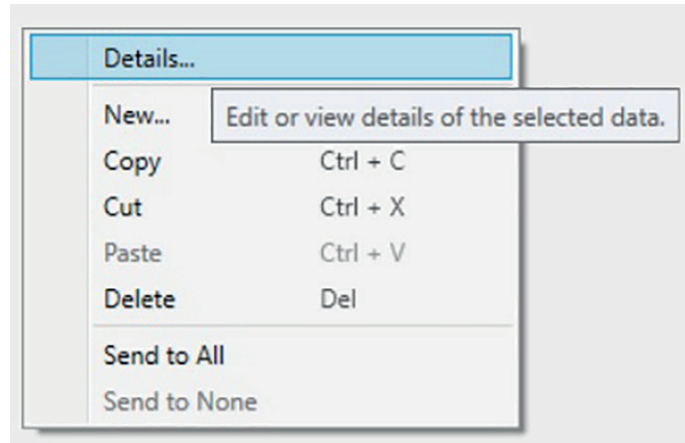 Details...
New...
Edit or view details of the selected data.
Copy Ctrl + C
Cut Ctrl + X
Paste Ctrl + V
Delete Del
Send to All
Send to None